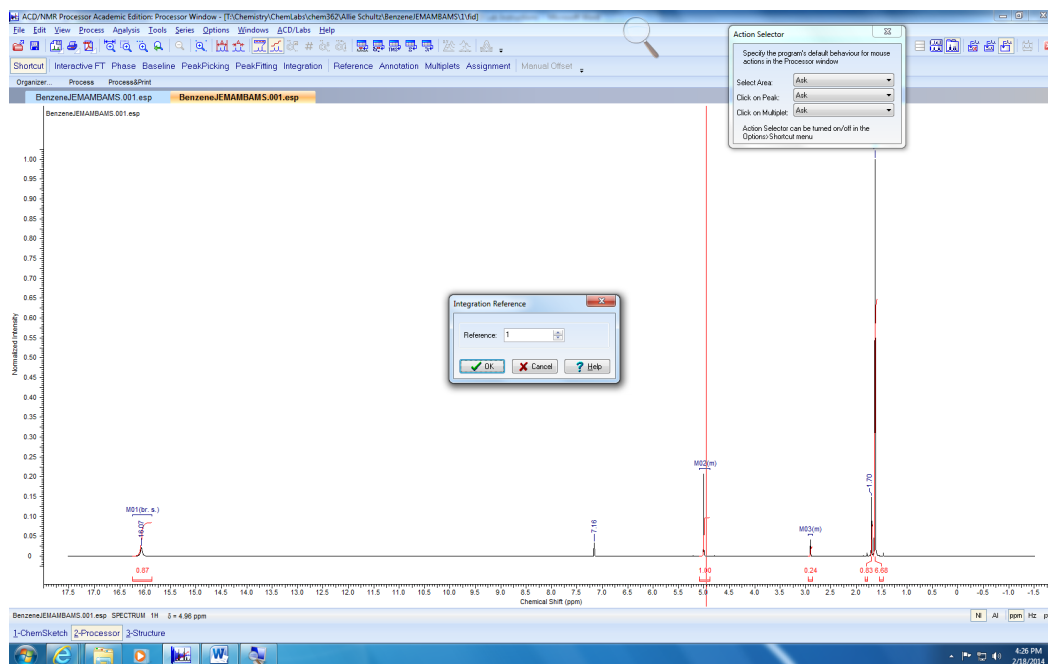 ACD/NMR Processor Academic Edition: Processor Window - [T:\Chemistry\ChemLabs\chem362\Allie Schultz\BenzeneJEMAMBAMS\1\fid]
File Edit View Process Analysis Tools Series Options Windows ACD/Labs Help
Shortcut Interactive FT Phase Baseline PeakPicking PeakFitting Integration Reference Annotation Multiplets Assignment Manual Offset
Organizer... Process Process&Print
BenzeneJEMAMBAMS.001.esp BenzeneJEMAMBAMS.001.esp
BenzeneJEMAMBAMS.001.esp
Action Selector
Specify the program's default behaviour for mouse
actions in the Processor window
Select Area: Ask
Click on Peak: Ask
Click on Multiplet: Ask
Action Selector can be turned on/off in the
Options>Shortcut menu
Integration Reference
Reference: 1
OK Cancel ? Help
Normalized Intensity
1.00
0.95
0.90
0.85
0.80
0.75
0.70
0.65
0.60
0.55
0.50
0.45
0.40
0.35
0.30
0.25
0.20
0.15
0.10
0.05
0
M01(br. s.)
16.07
7.16
M02(m)
M03(m)
1.70
0.87 1.00 0.24 0.83 6.68
17.5 17.0 16.5 16.0 15.5 15.0 14.5 14.0 13.5 13.0 12.5 12.0 11.5 11.0 10.5 10.0 9.5 9.0 8.5 8.0 7.5 7.0 6.5 6.0 5.5 5.0 4.5 4.0 3.5 3.0 2.5 2.0 1.5 1.0 0.5 0 -0.5 -1.0 -1.5
Chemical Shift (ppm)
BenzeneJEMAMBAMS.001.esp SPECTRUM 1H δ = 4.96 ppm NI AI ppm Hz
1-ChemSketch 2-Processor 3-Structure
4:26 PM
2/18/2014